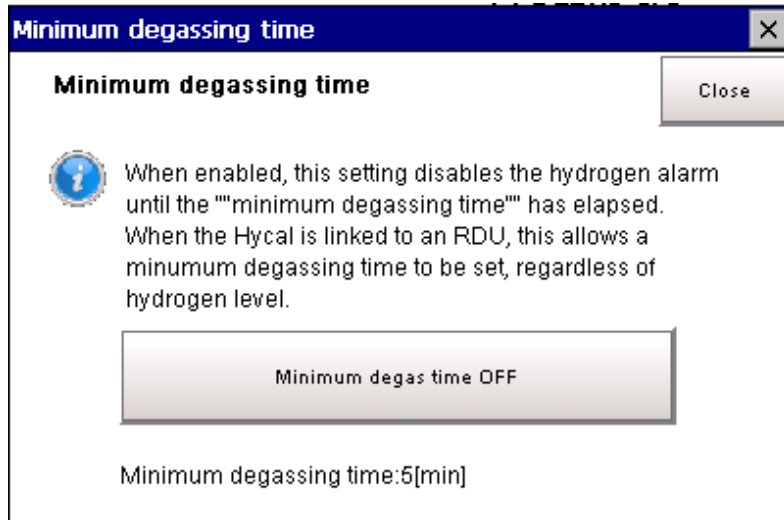 Minimum degassing time
Minimum degassing time
Close
When enabled, this setting disables the hydrogen alarm
until the ""minimum degassing time"" has elapsed.
When the Hycal is linked to an RDU, this allows a
minumum degassing time to be set, regardless of
hydrogen level.
Minimum degas time OFF
Minimum degassing time:5[min]